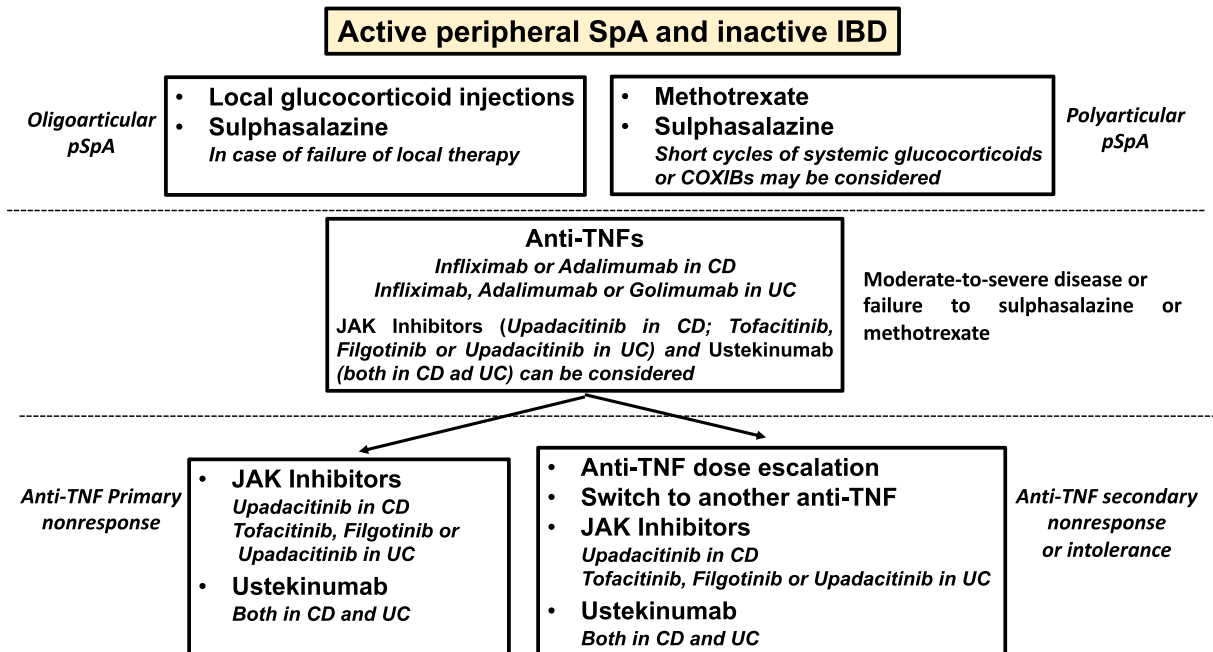 Active peripheral SpA and inactive IBD
Oligoarticular
pSpA
• Local glucocorticoid injections
• Sulphasalazine
In case of failure of local therapy
• Methotrexate
• Sulphasalazine
Short cycles of systemic glucocorticoids
or COXIBs may be considered
Polyarticular
pSpA
Anti-TNFs
Infliximab or Adalimumab in CD
Infliximab, Adalimumab or Golimumab in UC
JAK Inhibitors (Upadacitinib in CD; Tofacitinib,
Filgotinib or Upadacitinib in UC) and Ustekinumab
(both in CD ad UC) can be considered
Moderate-to-severe disease or
failure to sulphasalazine or
methotrexate
Anti-TNF Primary
nonresponse
• JAK Inhibitors
Upadacitinib in CD
Tofacitinib, Filgotinib or
Upadacitinib in UC
• Ustekinumab
Both in CD and UC
• Anti-TNF dose escalation
• Switch to another anti-TNF
• JAK Inhibitors
Upadacitinib in CD
Tofacitinib, Filgotinib or Upadacitinib in UC
• Ustekinumab
Both in CD and UC
Anti-TNF secondary
nonresponse
or intolerance